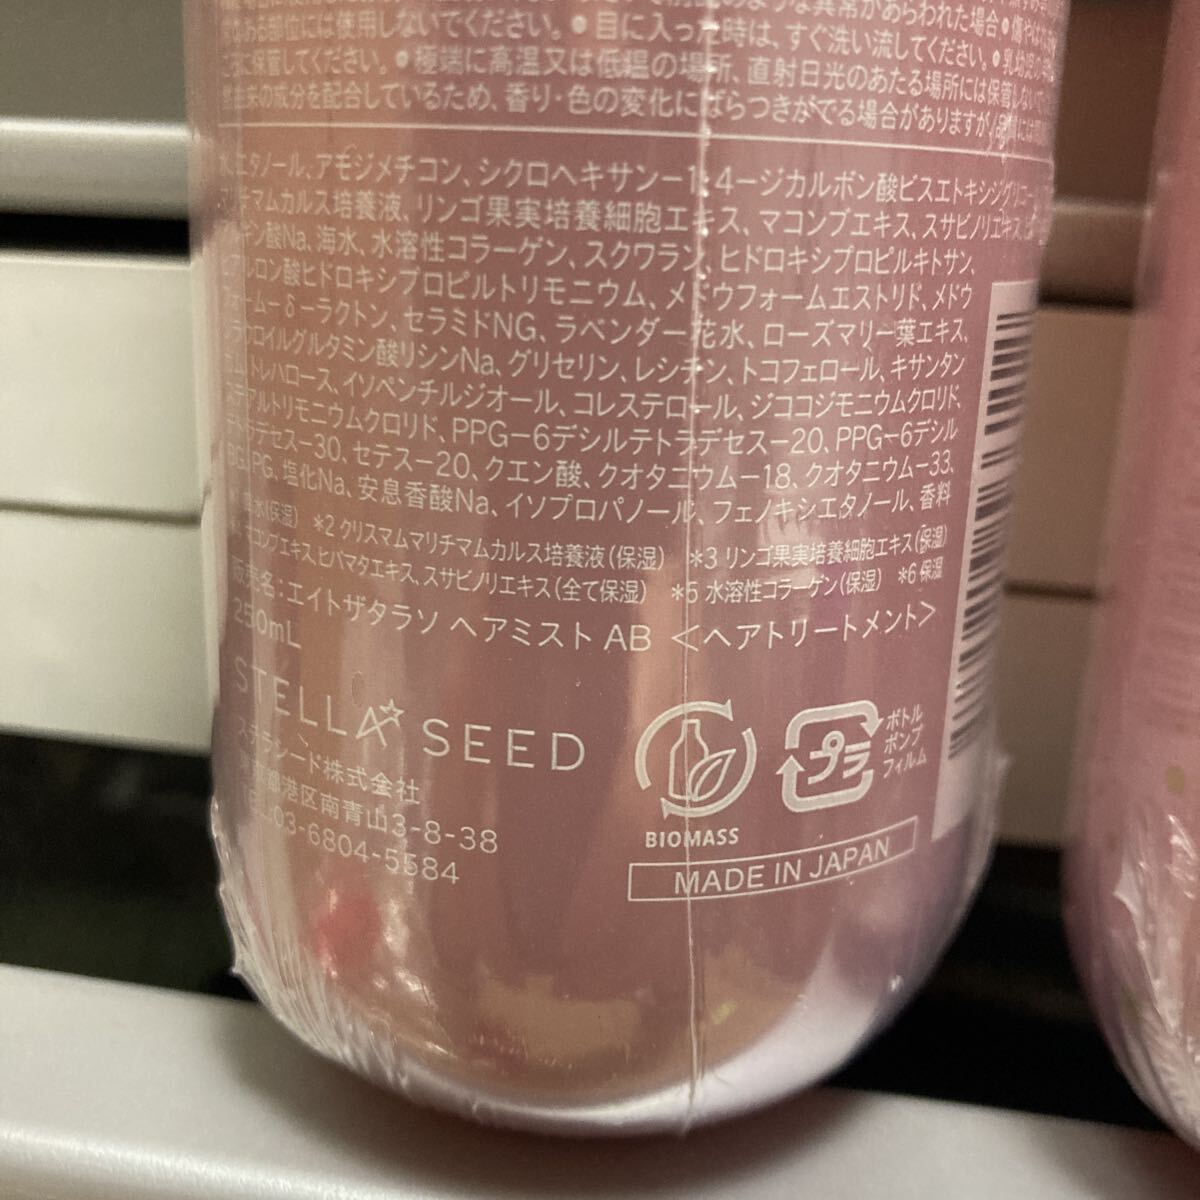 ある部位には使用しないでください。●目に入った時は、すぐ洗い流してください。●乳幼児の
に保管してください。●極端に高温又は低温の場所、直射日光のあたる場所には保管しないで
由来の成分を配合しているため、香り・色の変化にばらつきがでる場合がありますが、品質には
水、エタノール、アモジメチコン、シクロヘキサン-1,4-ジカルボン酸ビスエトキシジグリコー
チマムカルス培養液、リンゴ果実培養細胞エキス、マコンブエキス、スサビノリエキス、
ギン酸Na、海水、水溶性コラーゲン、スクワラン、ヒドロキシプロピルキトサン、
ヒアルロン酸ヒドロキシプロピルトリモニウム、メドウフォームエストリド、メドウ
フォーム-δ-ラクトン、セラミドNG、ラベンダー花水、ローズマリー葉エキス、
ラウロイルグルタミン酸リシンNa、グリセリン、レシチン、トコフェロール、キサンタン
ガム、トレハロース、イソペンチルジオール、コレステロール、ジココジモニウムクロリド、
ステアルトリモニウムクロリド、PPG-6デシルテトラデセス-20、PPG-6デシル
テトラデセス-30、セテス-20、クエン酸、クオタニウム-18、クオタニウム-33、
BG、PG、塩化Na、安息香酸Na、イソプロパノール、フェノキシエタノール、香料
水(保湿) *2 クリスマムマリチマムカルス培養液(保湿) *3 リンゴ果実培養細胞エキス(保湿)
コンブエキス、ヒバマタエキス、スサビノリエキス(全て保湿) *5 水溶性コラーゲン(保湿) *6 保湿
販売名:エイトザタラソ ヘアミスト AB <ヘアトリートメント>
250mL
STELLA SEED
ステラシード株式会社
都港区南青山3-8-38
03-6804-5584
BIOMASS
プラ
ボトル
ポンプ
フィルム
MADE IN JAPAN